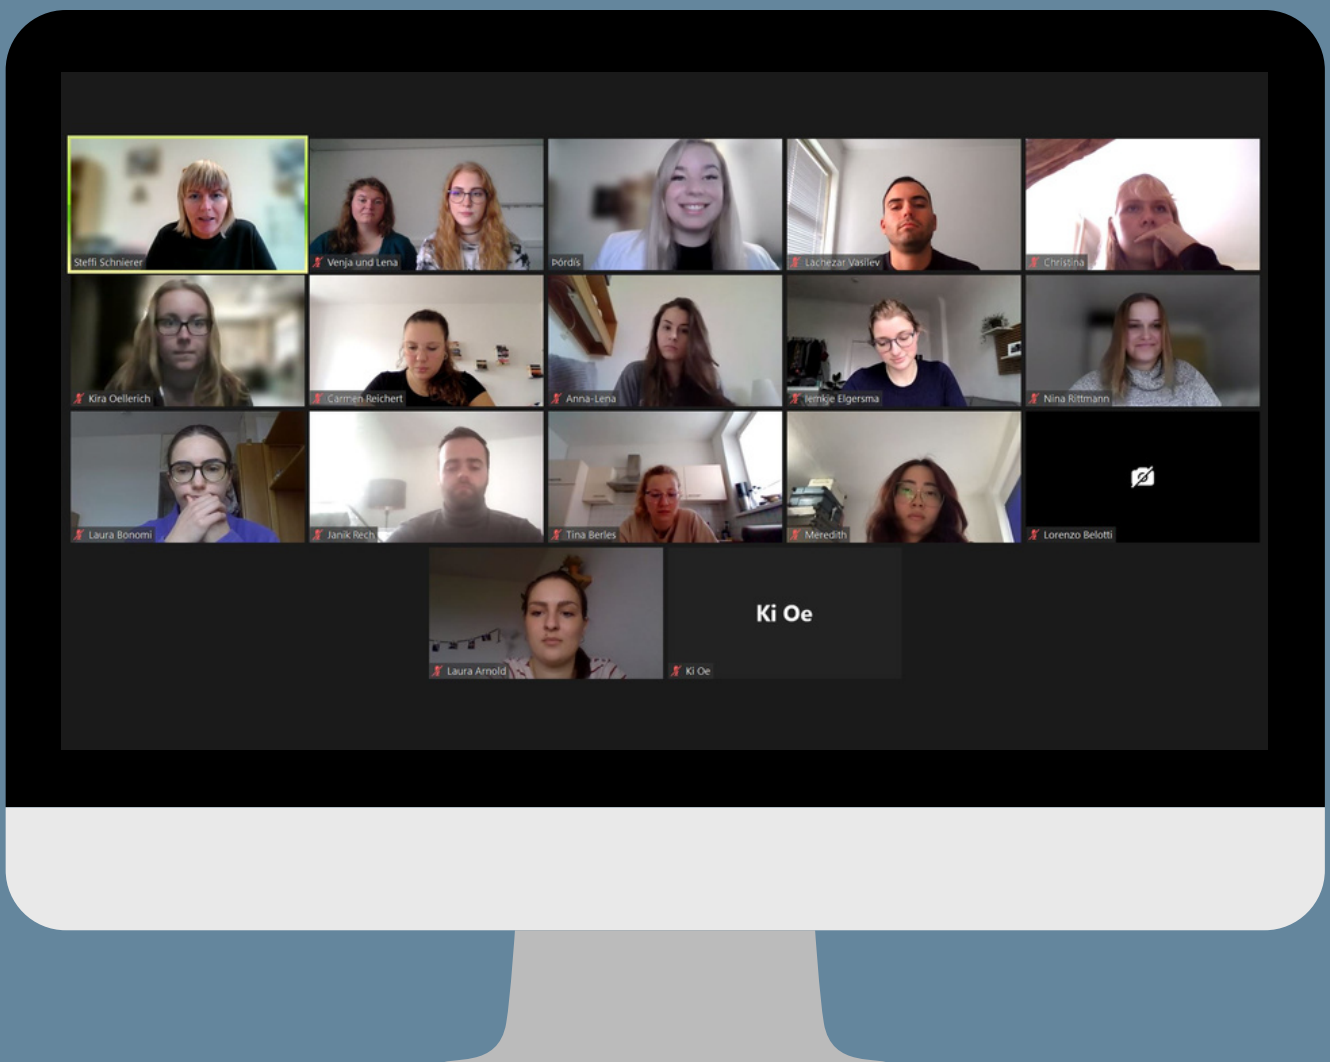 Steffi Schnierer
Venja und Lena
Þórdís
Lachezar Vasilev
Christina
Kira Oellerich
Carmen Reichert
Anna-Lena
Iemkje Elgersma
Nina Rittmann
Laura Bonomi
Janik Rech
Tina Berles
Meredith
Lorenzo Belotti
Laura Arnold
Ki Oe
Ki Oe